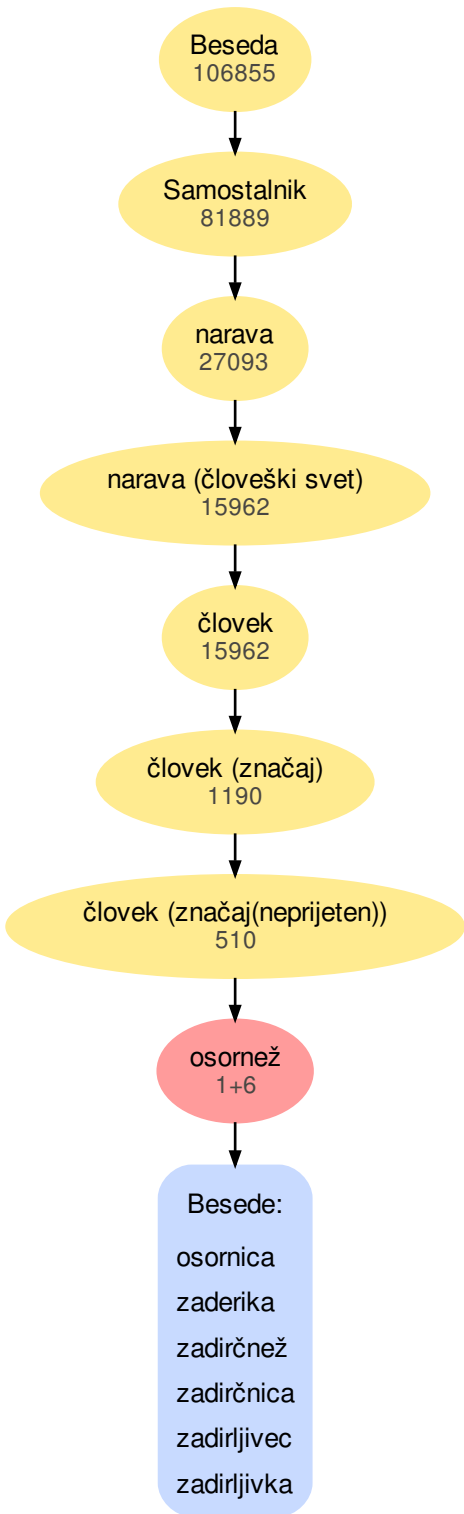 Beseda
106855
Samostalnik
81889
narava
27093
narava (človeški svet)
15962
človek
15962
človek (značaj)
1190
človek (značaj(neprijeten))
510
osornež
1+6
Besede:
osornica
zaderika
zadirčnež
zadirčnica
zadirljivec
zadirljivka